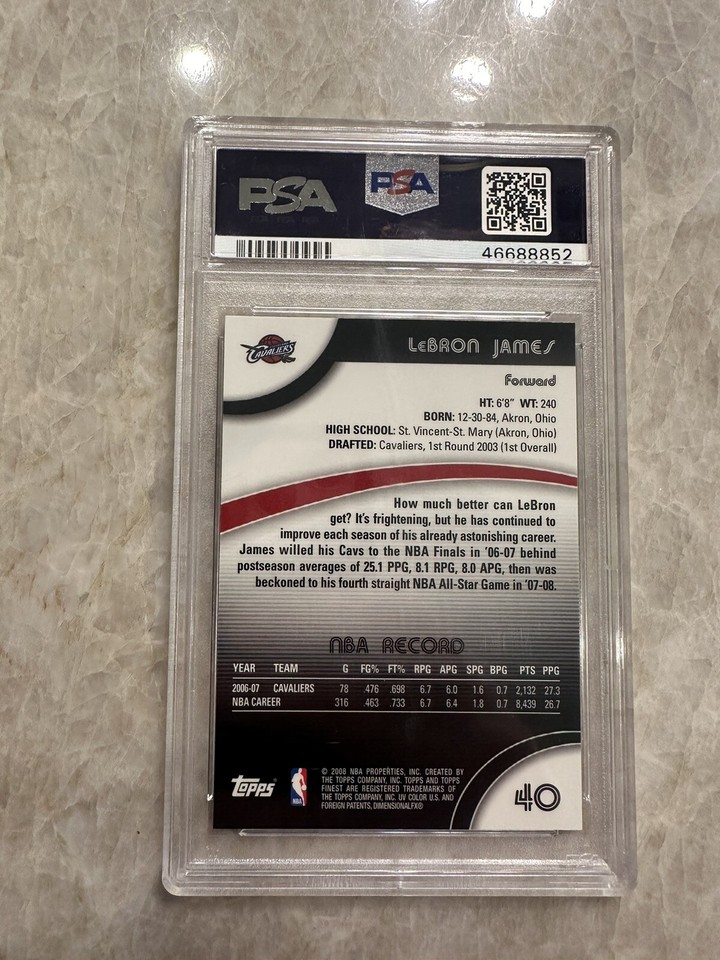 PSA
PSA
46688852
CAVALIERS
LeBRON JAMES
Forward
HT: 6'8" WT: 240
BORN: 12-30-84, Akron, Ohio
HIGH SCHOOL: St. Vincent-St. Mary (Akron, Ohio)
DRAFTED: Cavaliers, 1st Round 2003 (1st Overall)
How much better can LeBron
get? It's frightening, but he has continued to
improve each season of his already astonishing career.
James willed his Cavs to the NBA Finals in '06-07 behind
postseason averages of 25.1 PPG, 8.1 RPG, 8.0 APG, then was
beckoned to his fourth straight NBA All-Star Game in '07-08.
NBA RECORD
YEAR TEAM G FG% FT% RPG APG SPG BPG PTS PPG
2006-07 CAVALIERS 78 .476 .698 6.7 6.0 1.6 0.7 2,132 27.3
NBA CAREER 316 .463 .733 6.7 6.4 1.8 0.7 8,439 26.7
topps®
NBA
© 2008 NBA PROPERTIES, INC. CREATED BY
THE TOPPS COMPANY, INC. TOPPS AND TOPPS
FINEST ARE REGISTERED TRADEMARKS OF
THE TOPPS COMPANY, INC. UV COLOR U.S. AND
FOREIGN PATENTS, DIMENSIONALFX®
40